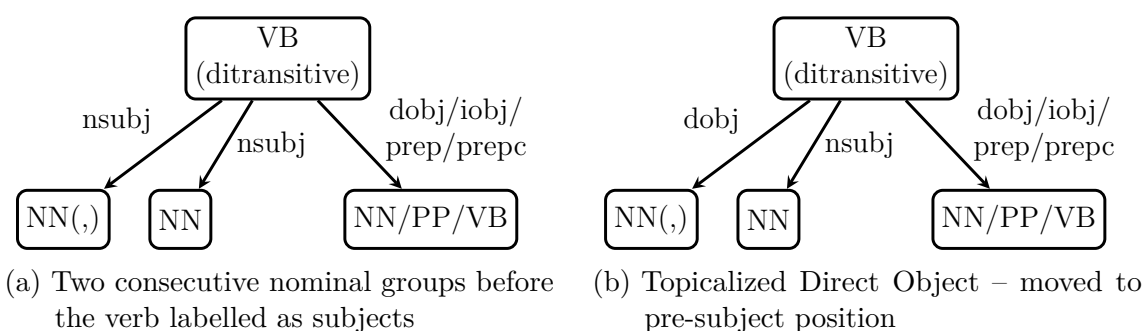 VB
(ditransitive)
nsubj
nsubj
dobj/iobj/
prep/prepc
NN(,)
NN
NN/PP/VB
(a) Two consecutive nominal groups before
the verb labelled as subjects
VB
(ditransitive)
dobj
nsubj
dobj/iobj/
prep/prepc
NN(,)
NN
NN/PP/VB
(b) Topicalized Direct Object – moved to
pre-subject position